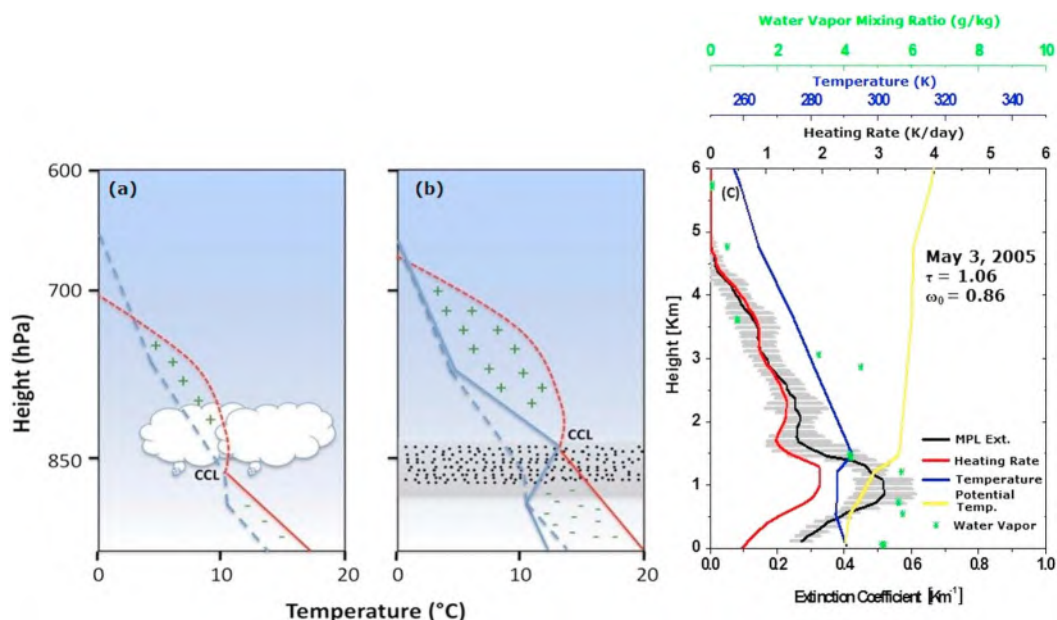 Water Vapor Mixing Ratio (g/kg)
0 2 4 6 8 10
Temperature (K)
260 280 300 320 340
Heating Rate (K/day)
0 1 2 3 4 5 6
600
700
850
Height (hPa)
(a)
CCL
0 10 20
(b)
CCL
0 10 20
Temperature (°C)
6
5
4
3
2
1
0
Height [Km]
(C)
May 3, 2005
τ = 1.06
ω₀ = 0.86
MPL Ext.
Heating Rate
Temperature
Potential
Temp.
Water Vapor
0.0 0.2 0.4 0.6 0.8 1.0
Extinction Coefficient [Km⁻¹]